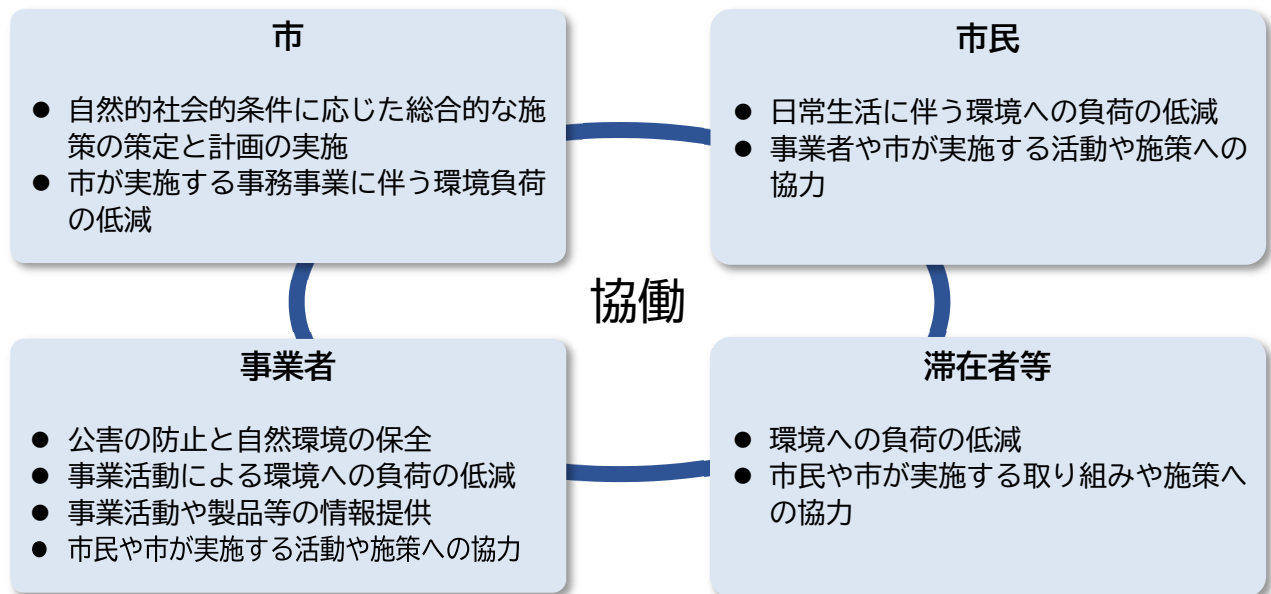 市
● 自然的社会的条件に応じた総合的な施
策の策定と計画の実施
● 市が実施する事務事業に伴う環境負荷
の低減
市民
● 日常生活に伴う環境への負荷の低減
● 事業者や市が実施する活動や施策への
協力
協働
事業者
● 公害の防止と自然環境の保全
● 事業活動による環境への負荷の低減
● 事業活動や製品等の情報提供
● 市民や市が実施する活動や施策への協力
滞在者等
● 環境への負荷の低減
● 市民や市が実施する取り組みや施策へ
の協力